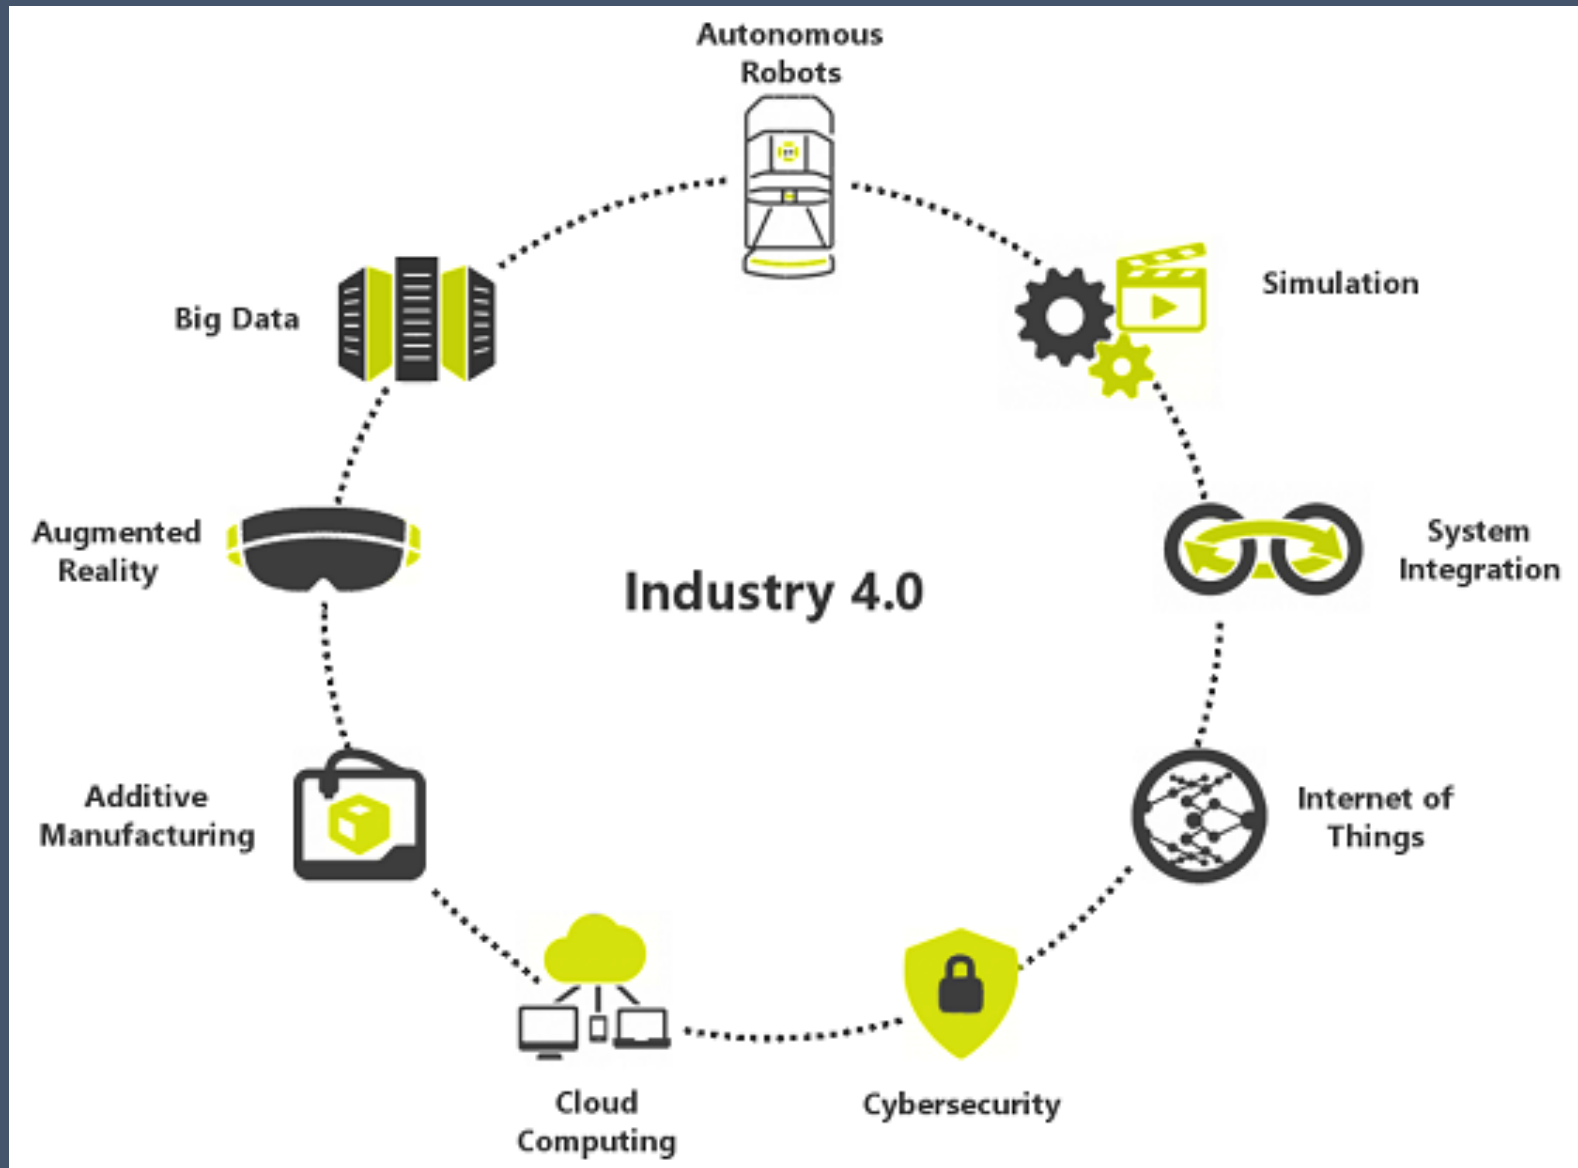 Autonomous
Robots
Simulation
Big Data
System
Integration
Augmented
Reality
Industry 4.0
Internet of
Things
Additive
Manufacturing
Cloud
Computing
Cybersecurity